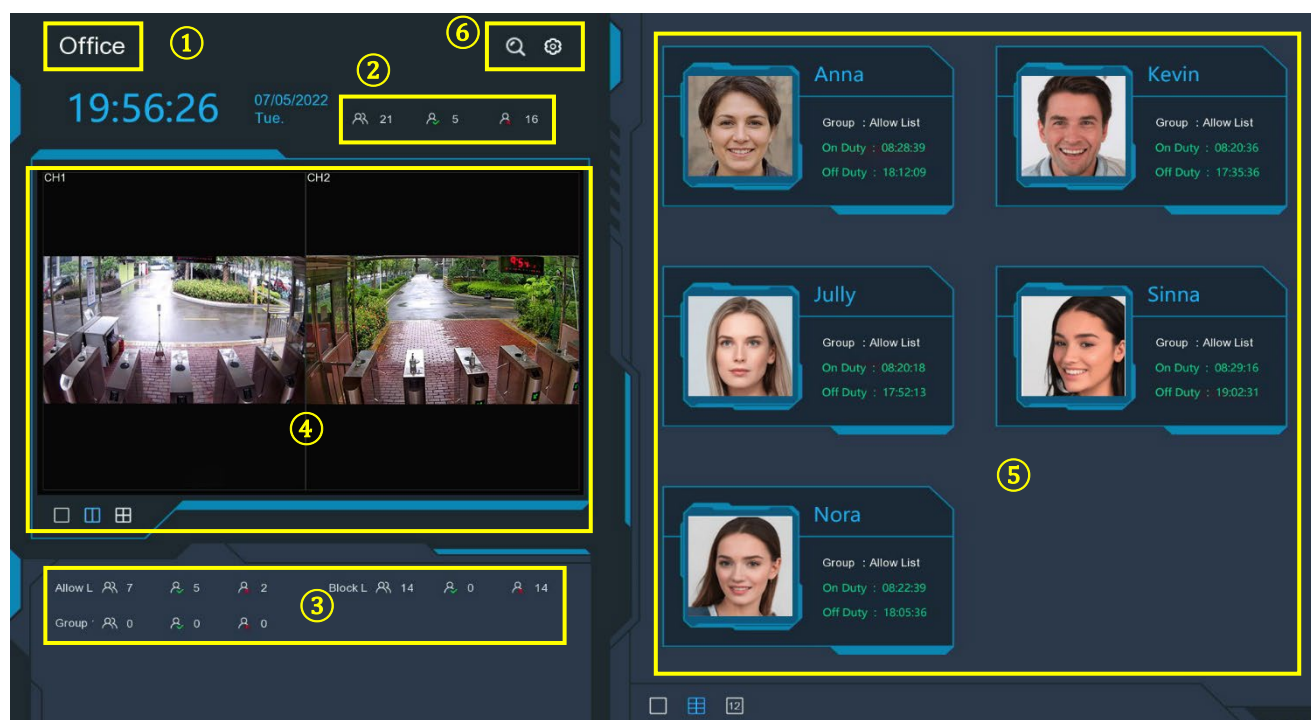 Office
①
⑥
②
19:56:26
07/05/2022
Tue.
21 5 16
CH1
CH2
④
Allow L 7 5 2 Block L 14 0 14
③
Group 0 0 0
Anna
Group : Allow List
On Duty : 08:28:39
Off Duty : 18:12:09
Kevin
Group : Allow List
On Duty : 08:20:36
Off Duty : 17:35:36
Jully
Group : Allow List
On Duty : 08:20:18
Off Duty : 17:52:13
Sinna
Group : Allow List
On Duty : 08:29:16
Off Duty : 19:02:31
⑤
Nora
Group : Allow List
On Duty : 08:22:39
Off Duty : 18:05:36
12